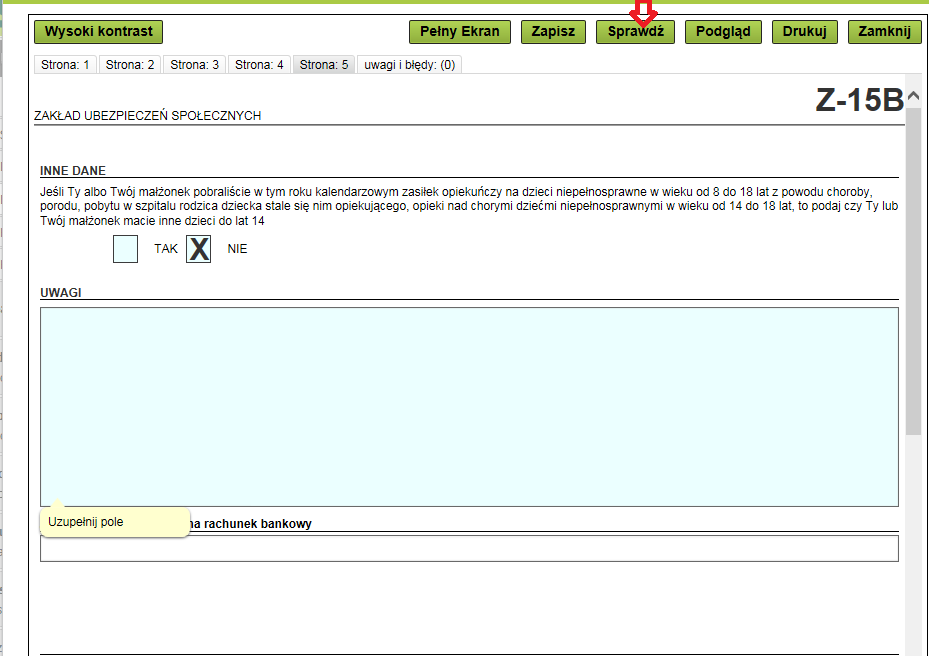 Wysoki kontrast Pełny Ekran Zapisz Sprawdź Podgląd Drukuj Zamknij
Strona: 1 Strona: 2 Strona: 3 Strona: 4 Strona: 5 uwagi i błędy: (0)
Z-15B
ZAKŁAD UBEZPIECZEŃ SPOŁECZNYCH
INNE DANE
Jeśli Ty albo Twój małżonek pobraliście w tym roku kalendarzowym zasiłek opiekuńczy na dzieci niepełnosprawne w wieku od 8 do 18 lat z powodu choroby,
porodu, pobytu w szpitalu rodzica dziecka stale się nim opiekującego, opieki nad chorymi dziećmi niepełnosprawnymi w wieku od 14 do 18 lat, to podaj czy Ty lub
Twój małżonek macie inne dzieci do lat 14
TAK X NIE
UWAGI
Uzupełnij pole na rachunek bankowy